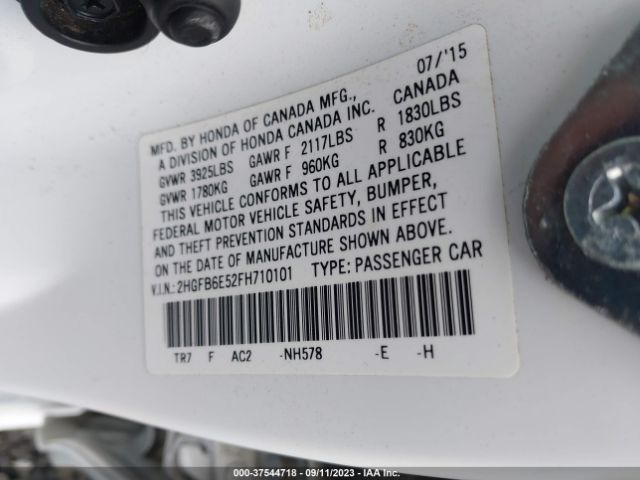 07/'15
MFD. BY HONDA OF CANADA MFG., CANADA
A DIVISION OF HONDA CANADA INC.
GVWR 3925LBS GAWR F 2117LBS R 1830LBS
GVWR 1780KG GAWR F 960KG R 830KG
THIS VEHICLE CONFORMS TO ALL APPLICABLE
FEDERAL MOTOR VEHICLE SAFETY, BUMPER,
AND THEFT PREVENTION STANDARDS IN EFFECT
ON THE DATE OF MANUFACTURE SHOWN ABOVE.
V.I.N.: 2HGFB6E52FH710101 TYPE: PASSENGER CAR
TR7 F AC2 -NH578 -E -H
000-37544718 - 09/11/2023 - IAA Inc.